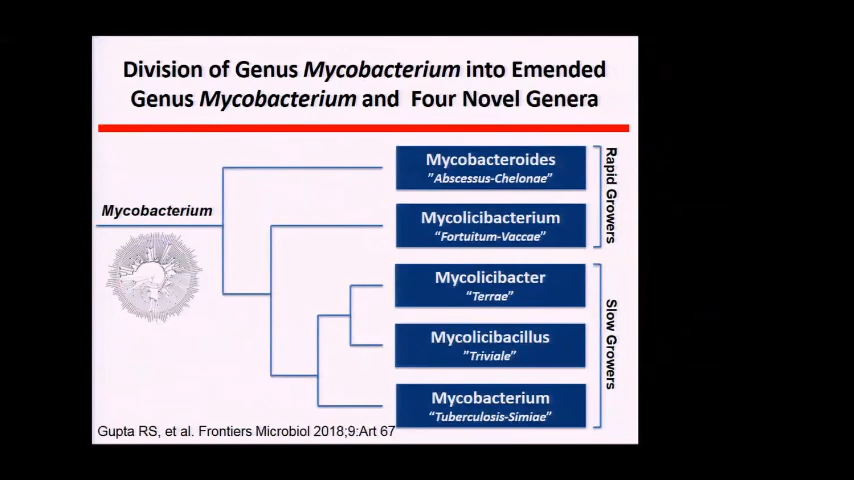 Division of Genus Mycobacterium into Emended
Genus Mycobacterium and Four Novel Genera
Mycobacterium
Mycobacteroides
"Abscessus-Chelonae"
Mycolicibacterium
"Fortuitum-Vaccae"
Mycolicibacter
"Terrae"
Mycolicibacillus
"Triviale"
Mycobacterium
"Tuberculosis-Simiae"
Rapid Growers
Slow Growers
Gupta RS, et al. Frontiers Microbiol 2018;9:Art 67